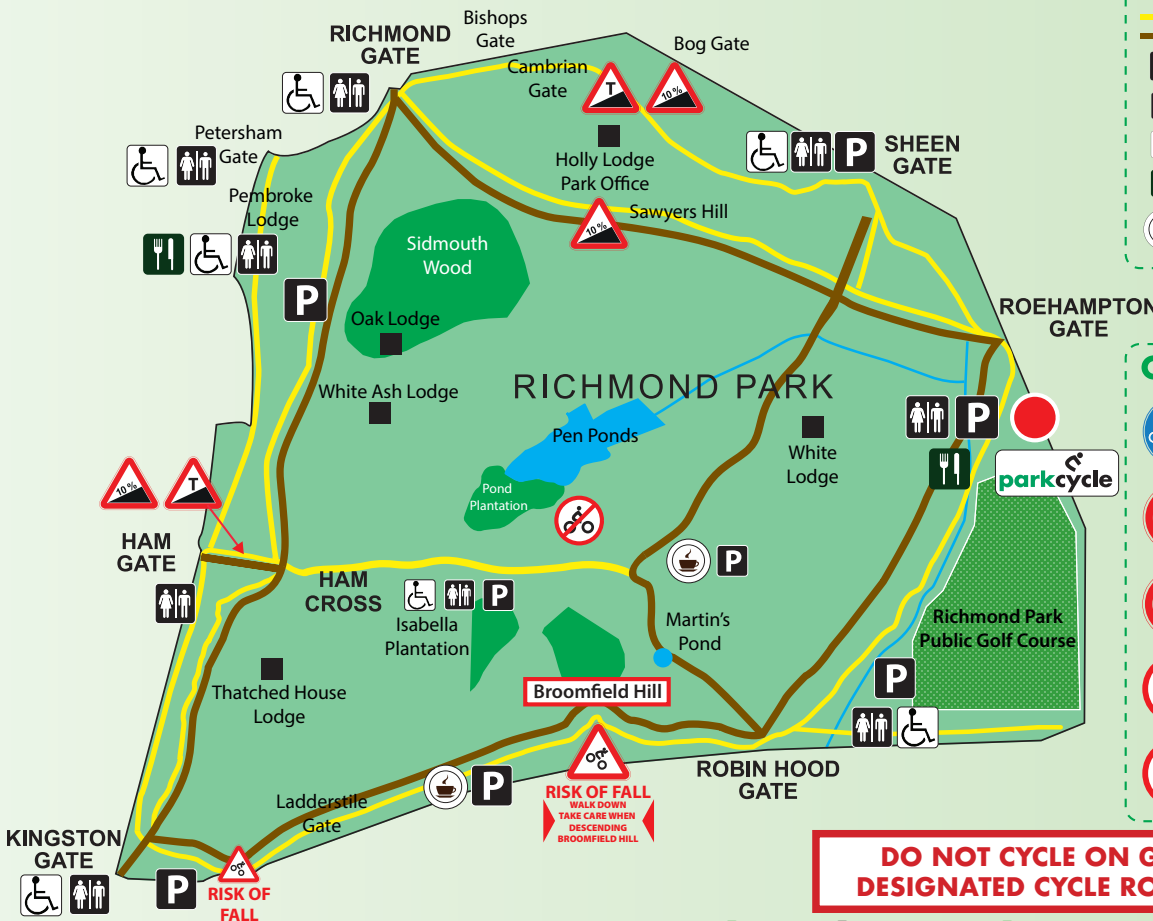 Bishops
Gate
RICHMOND
GATE
Bog Gate
Cambrian
Gate
T
10%
Petersham
Gate
P
SHEEN
GATE
Holly Lodge
Park Office
Pembroke
Lodge
Sawyers Hill
10%
Sidmouth
Wood
P
ROEHAMPTON
GATE
Oak Lodge
RICHMOND PARK
White Ash Lodge
P
Pen Ponds
White
Lodge
parkcycle
10%
T
Pond
Plantation
HAM
GATE
P
HAM
CROSS
P
Isabella
Plantation
Martin's
Pond
Richmond Park
Public Golf Course
P
Thatched House
Lodge
Broomfield Hill
ROBIN HOOD
GATE
P
RISK OF FALL
WALK DOWN
TAKE CARE WHEN
DESCENDING
BROOMFIELD HILL
Ladderstile
Gate
KINGSTON
GATE
P
RISK OF
FALL
DO NOT CYCLE ON G
DESIGNATED CYCLE RO